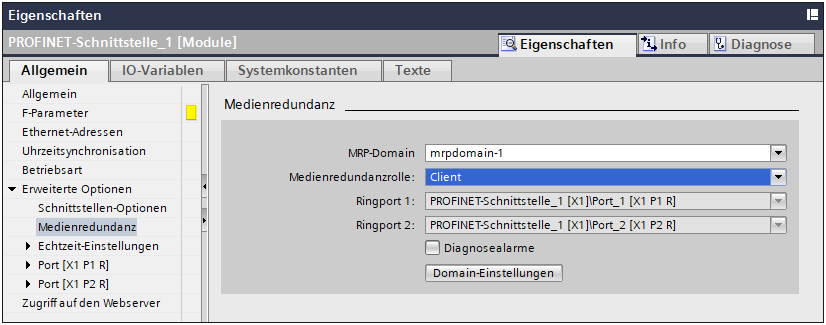 Eigenschaften
PROFINET-Schnittstelle_1 [Module]
Eigenschaften
Info
Diagnose
Allgemein
IO-Variablen
Systemkonstanten
Texte
Allgemein
F-Parameter
Ethernet-Adressen
Uhrzeitsynchronisation
Betriebsart
Erweiterte Optionen
Schnittstellen-Optionen
Medienredundanz
Echtzeit-Einstellungen
Port [X1 P1 R]
Port [X1 P2 R]
Zugriff auf den Webserver
Medienredundanz
MRP-Domain mrpdomain-1
Medienredundanzrolle: Client
Ringport 1: PROFINET-Schnittstelle_1 [X1]\Port_1 [X1 P1 R]
Ringport 2: PROFINET-Schnittstelle_1 [X1]\Port_2 [X1 P2 R]
Diagnosealarme
Domain-Einstellungen